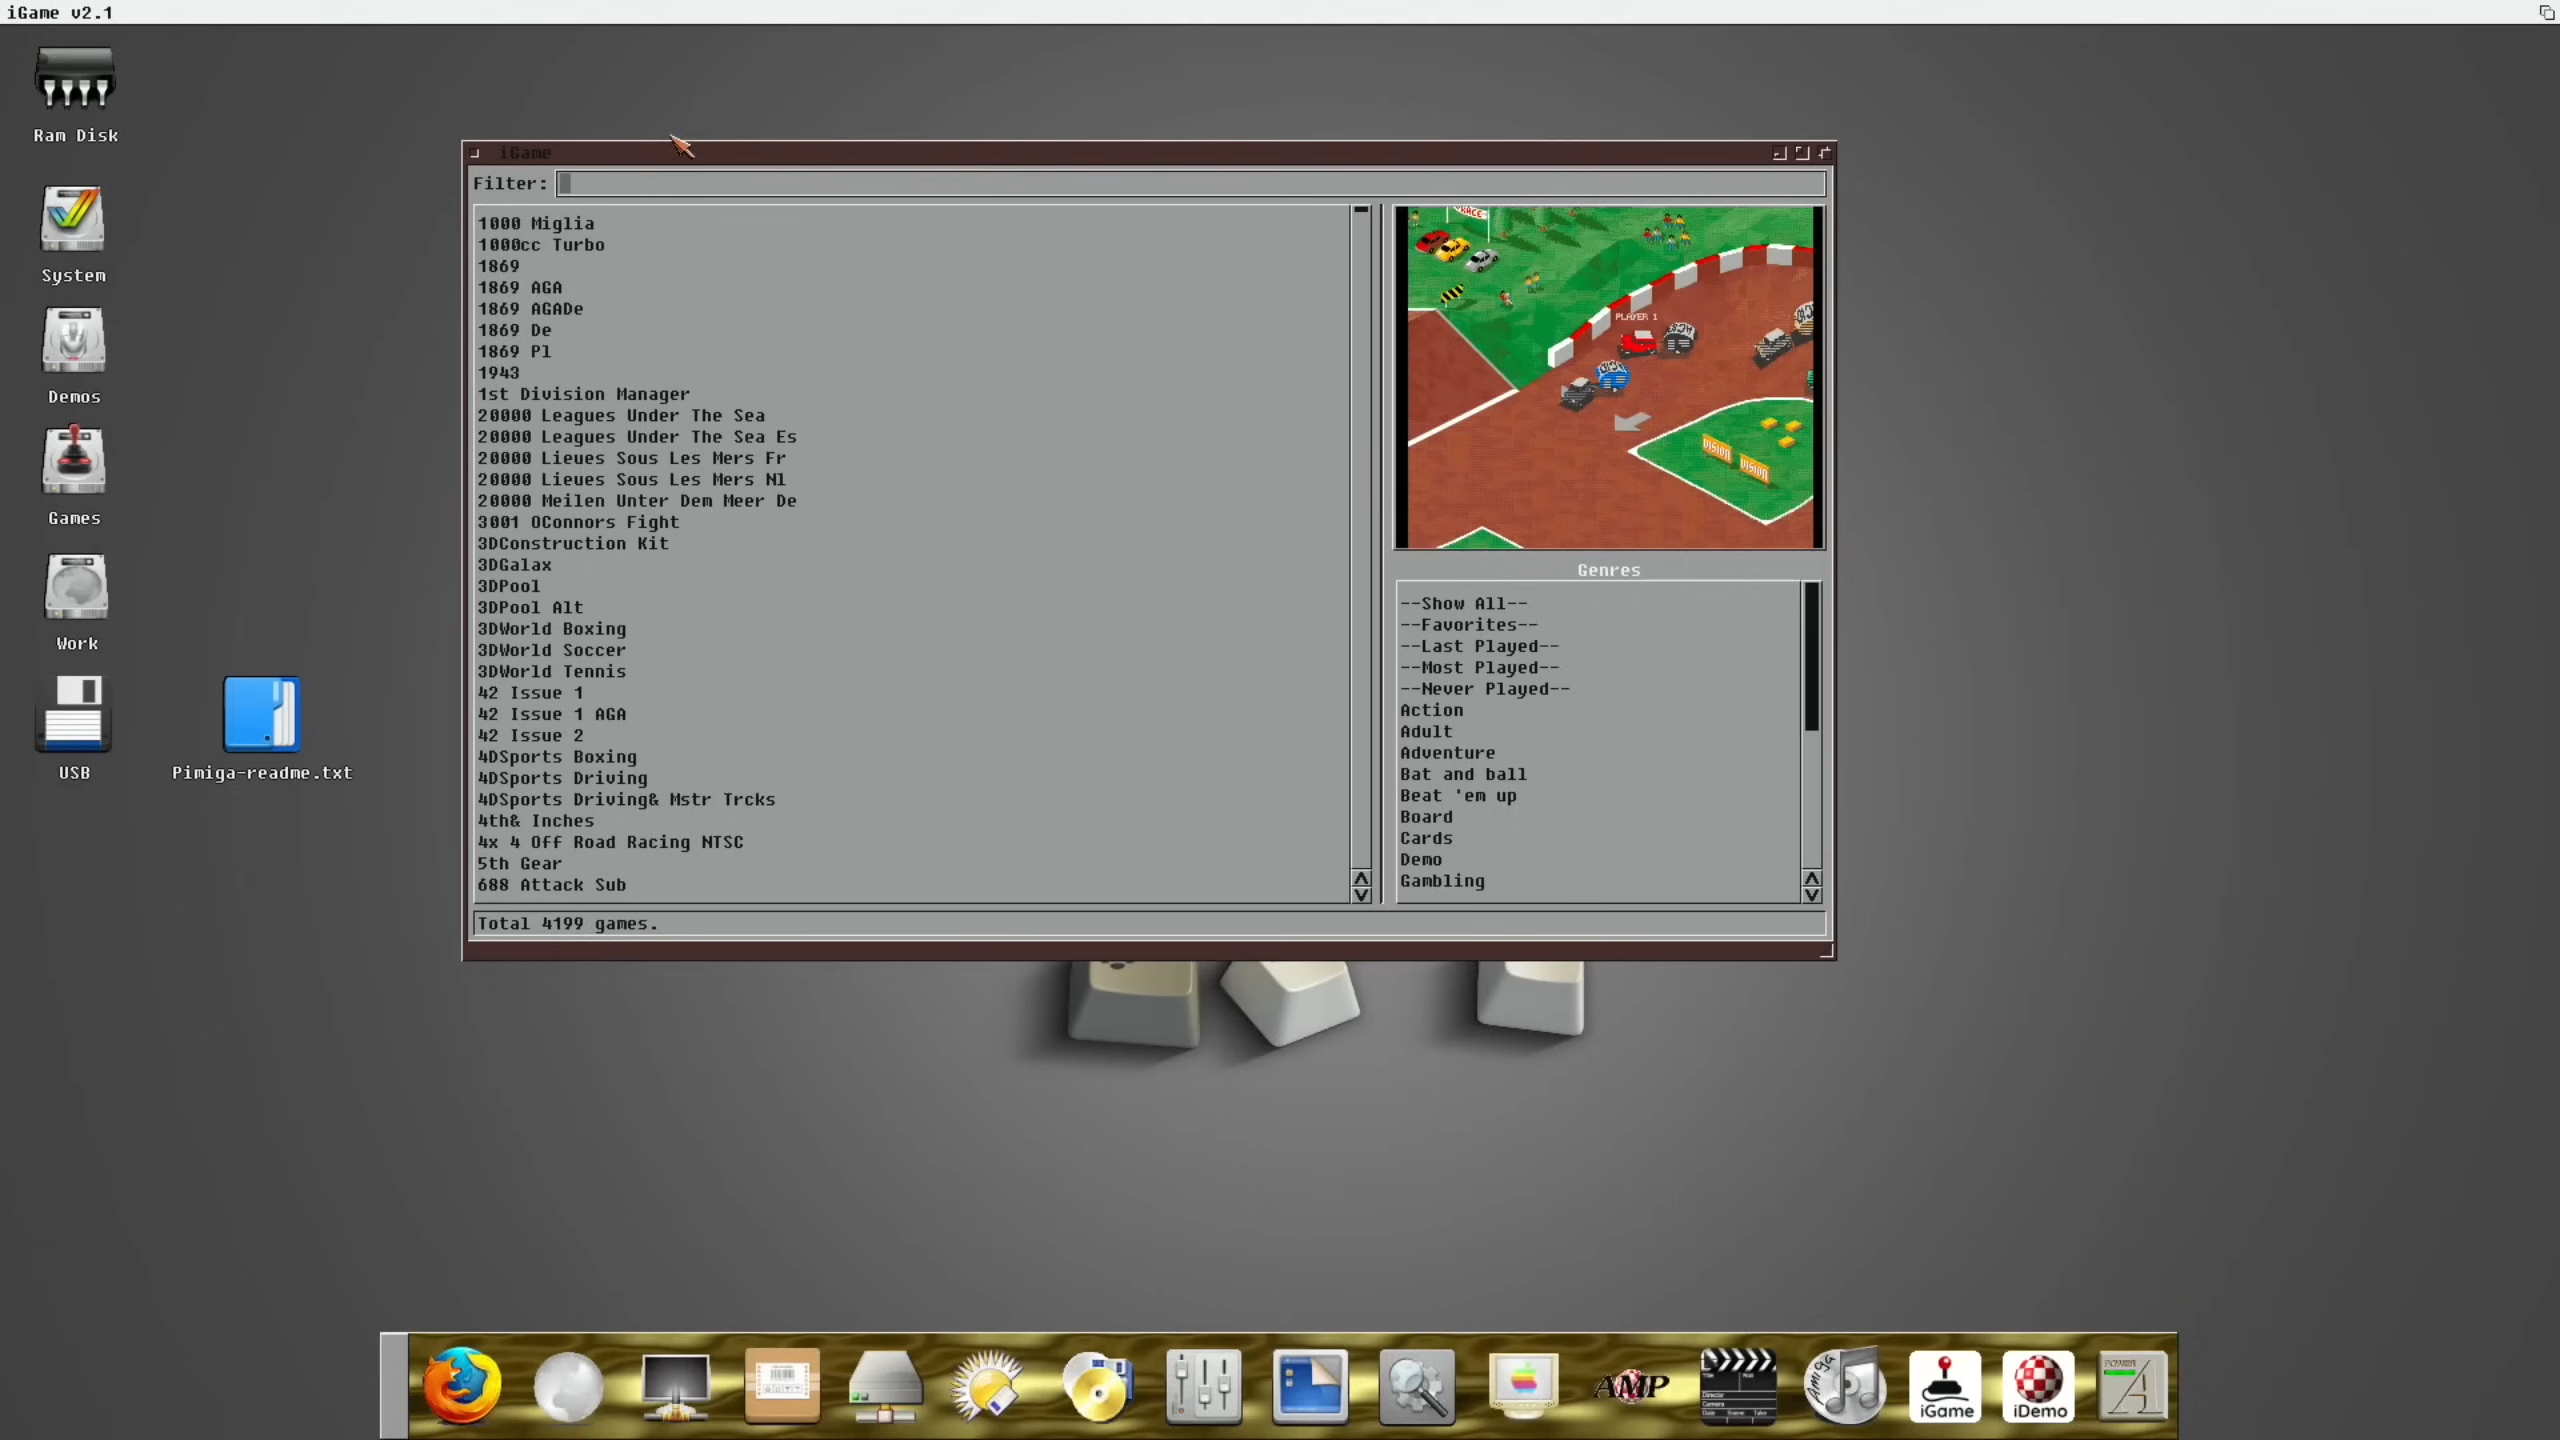 iGame v2.1
Ram Disk
System
Demos
Games
Work
USB
Pimiga-readme.txt
iGame
Filter:
1000 Miglia
1000cc Turbo
1869
1869 AGA
1869 AGADe
1869 De
1869 Pl
1943
1st Division Manager
20000 Leagues Under The Sea
20000 Leagues Under The Sea Es
20000 Lieues Sous Les Mers Fr
20000 Lieues Sous Les Mers Nl
20000 Meilen Unter Dem Meer De
3001 OConnors Fight
3DConstruction Kit
3DGalax
3DPool
3DPool Alt
3DWorld Boxing
3DWorld Soccer
3DWorld Tennis
42 Issue 1
42 Issue 1 AGA
42 Issue 2
4DSports Boxing
4DSports Driving
4DSports Driving& Mstr Trcks
4th& Inches
4x 4 Off Road Racing NTSC
5th Gear
688 Attack Sub
Total 4199 games.
RACE
PLAYER 1
VISION
VISION
Genres
--Show All--
--Favorites--
--Last Played--
--Most Played--
--Never Played--
Action
Adult
Adventure
Bat and ball
Beat 'em up
Board
Cards
Demo
Gambling
AMP
Amiga
iGame
iDemo
POWER
A